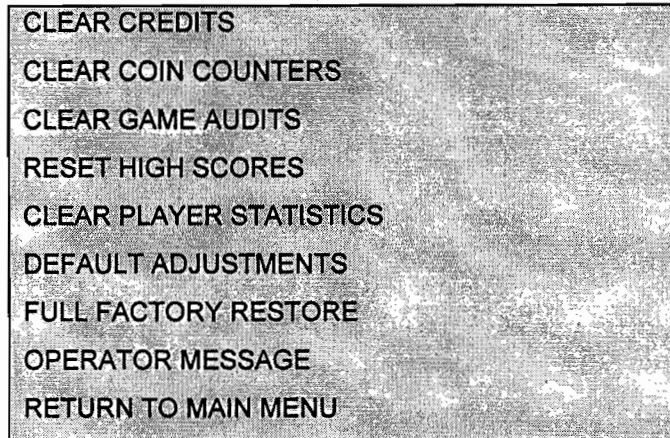 CLEAR CREDITS
CLEAR COIN COUNTERS
CLEAR GAME AUDITS
RESET HIGH SCORES
CLEAR PLAYER STATISTICS
DEFAULT ADJUSTMENTS
FULL FACTORY RESTORE
OPERATOR MESSAGE
RETURN TO MAIN MENU